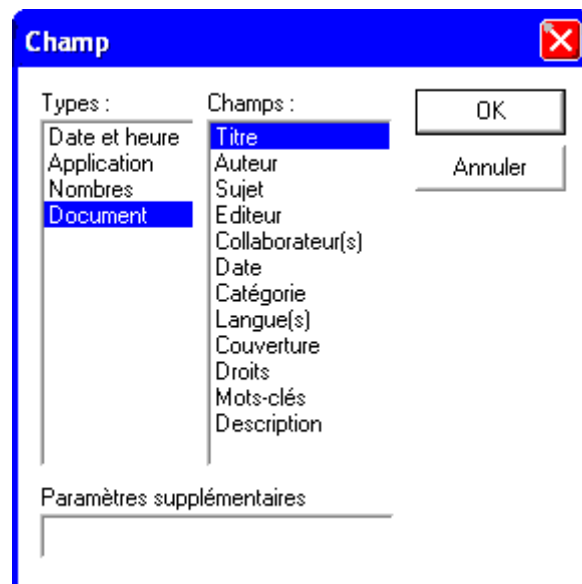 Champ
Types :
Date et heure
Application
Nombres
Document
Champs :
Titre
Auteur
Sujet
Editeur
Collaborateur(s)
Date
Catégorie
Langue(s)
Couverture
Droits
Mots-clés
Description
OK
Annuler
Paramètres supplémentaires